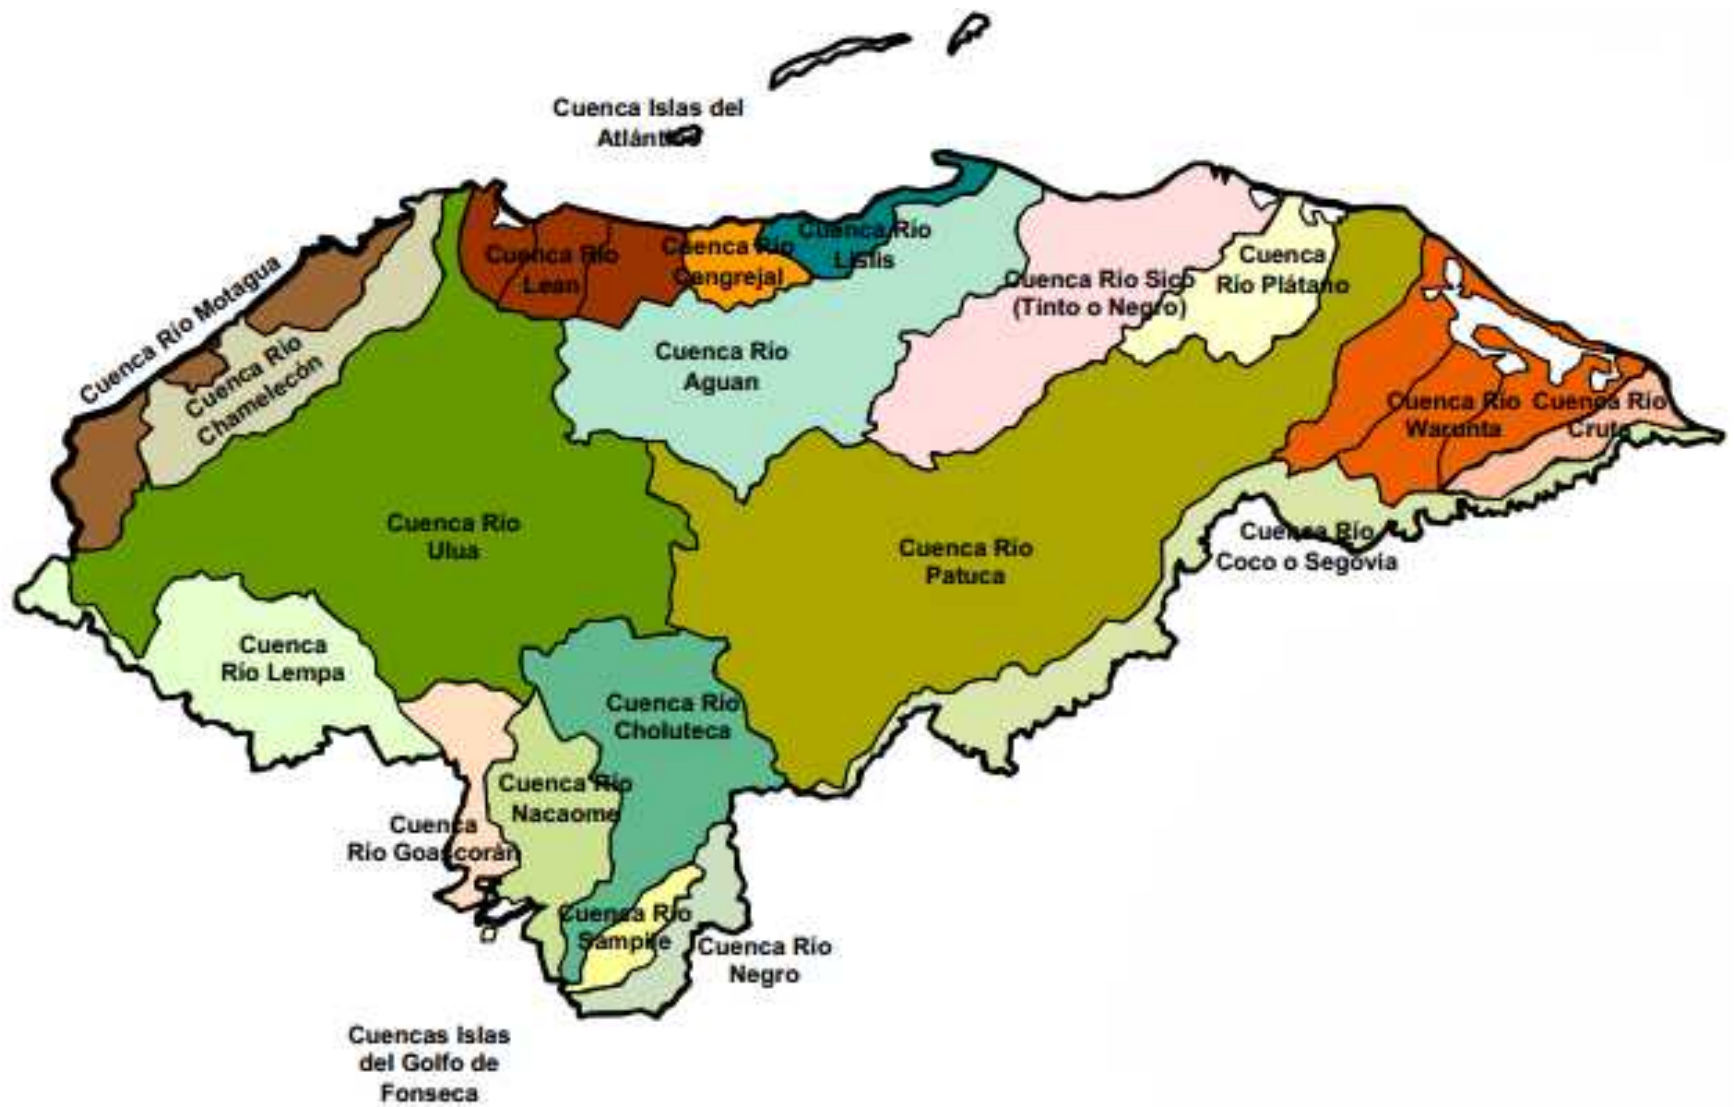 Cuenca Islas del
Atlántico
Cuenca Río Motagua
Cuenca Río
Chamelecón
Cuenca Río
Lean
Cuenca Río
Cangrejal
Cuenca Río
Lislis
Cuenca Río Sico
(Tinto o Negro)
Cuenca
Río Plátano
Cuenca Río
Aguan
Cuenca Río
Warunta
Cuenca Río
Cruta
Cuenca Río
Ulua
Cuenca Río
Patuca
Cuenca Río
Coco o Segovia
Cuenca
Río Lempa
Cuenca Río
Choluteca
Cuenca Río
Nacaome
Cuenca
Río Goascorán
Cuenca Río
Sampile
Cuenca Río
Negro
Cuencas Islas
del Golfo de
Fonseca